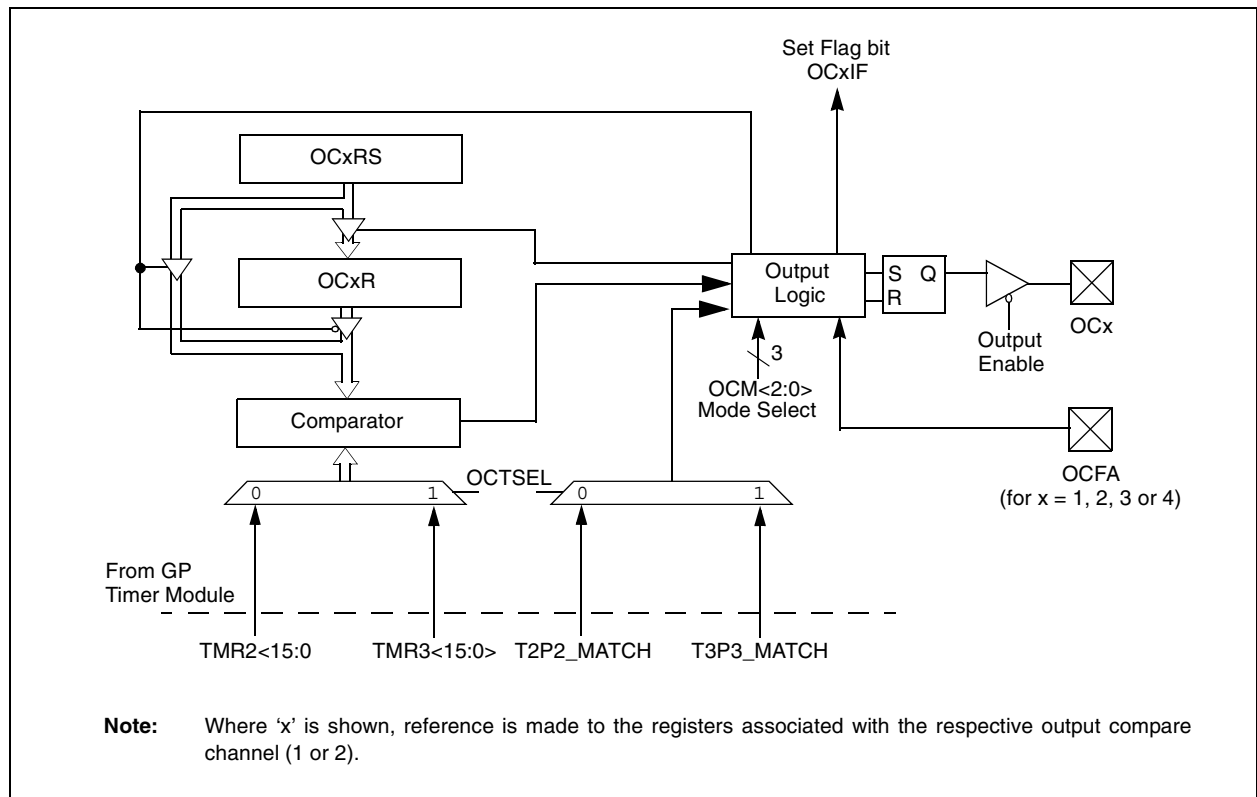 Set Flag bit
OCxIF
OCxRS
OCxR
Output
Logic
S Q
R
OCx
Output
Enable
3
OCM<2:0>
Mode Select
Comparator
OCFA
(for x = 1, 2, 3 or 4)
0 1
OCTSEL
0 1
From GP
Timer Module
TMR2<15:0 TMR3<15:0> T2P2_MATCH T3P3_MATCH
Note: Where ‘x’ is shown, reference is made to the registers associated with the respective output compare
channel (1 or 2).